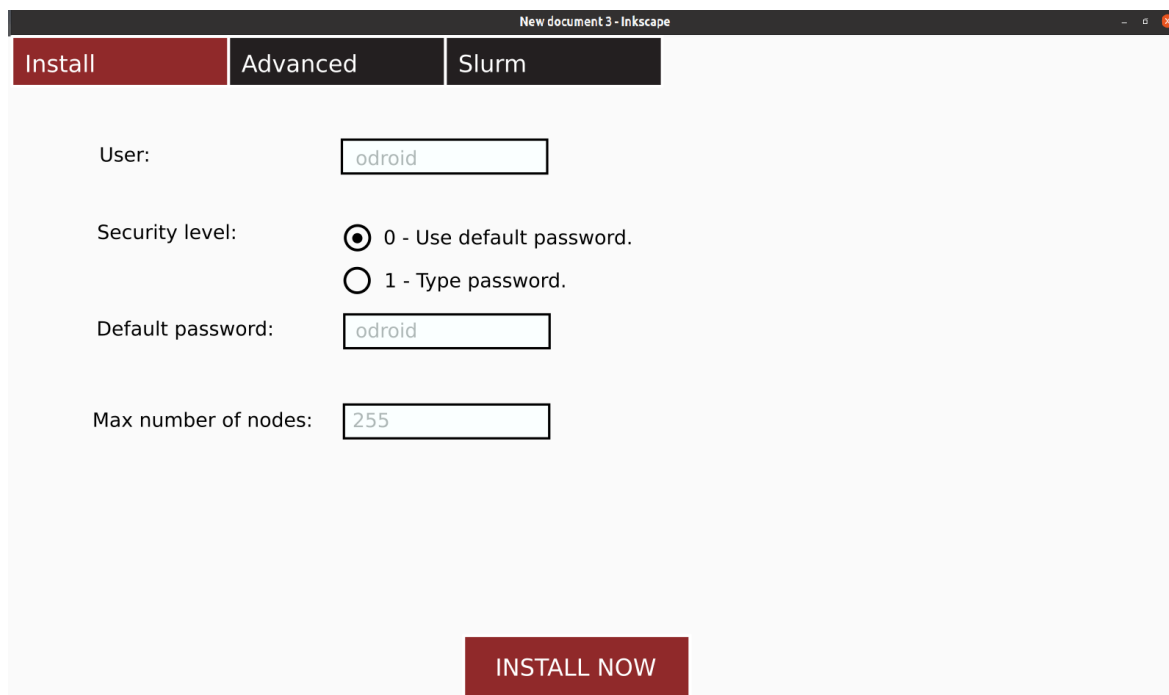 New document 3 - Inkscape
Install Advanced Slurm
User: odroid
Security level: 0 - Use default password.
1 - Type password.
Default password: odroid
Max number of nodes: 255
INSTALL NOW